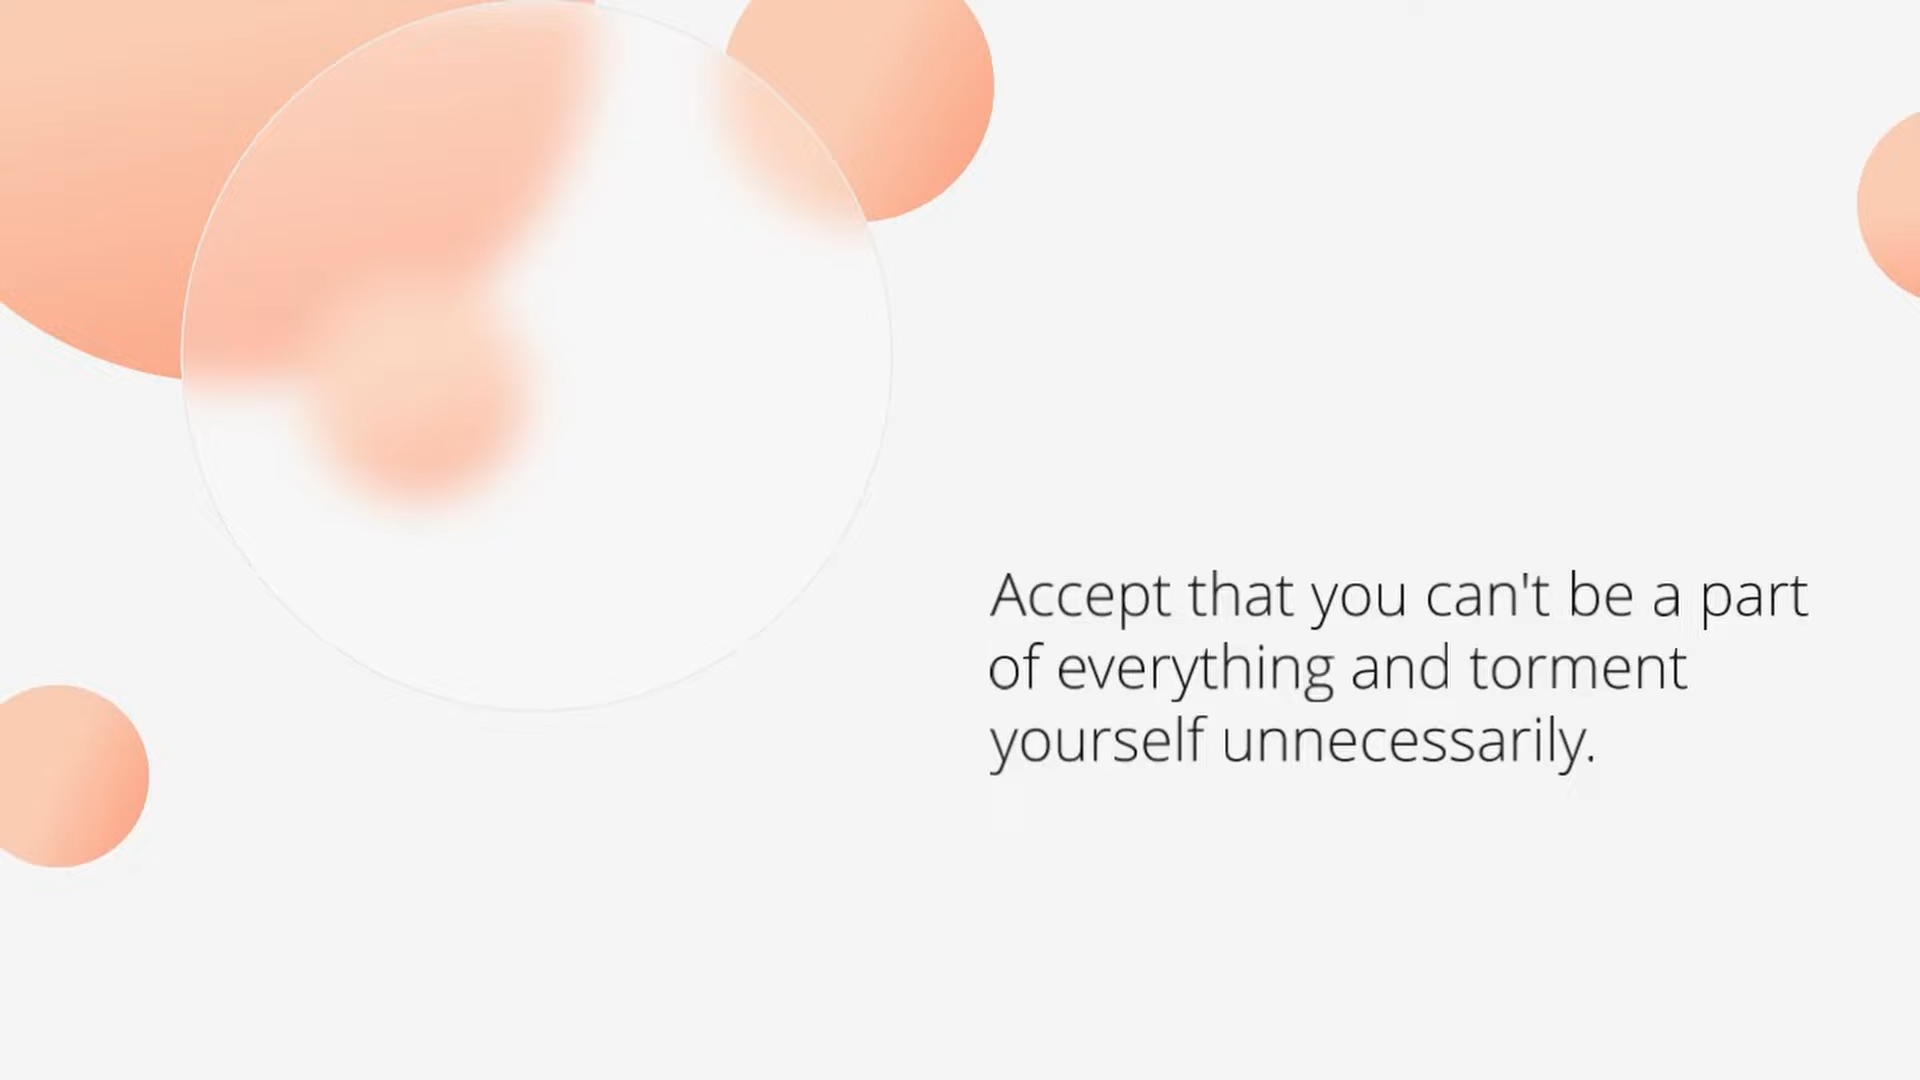 Accept that you can't be a part
of everything and torment
yourself unnecessarily.